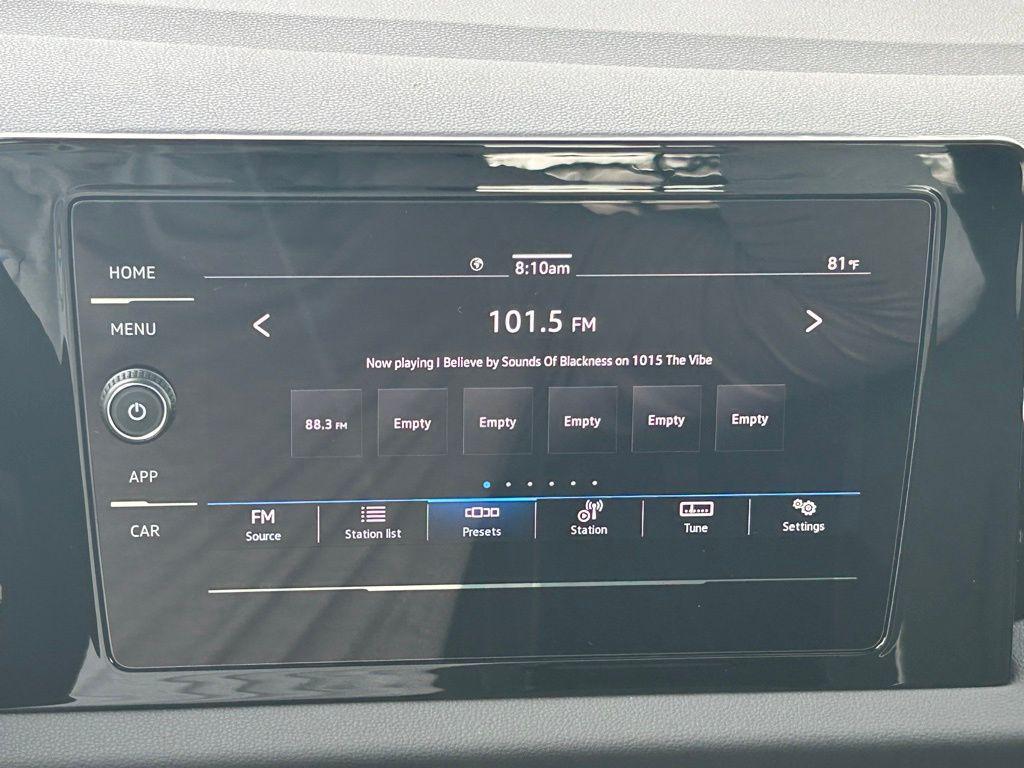 HOME
MENU
APP
CAR
8:10am
81°F
101.5 FM
Now playing I Believe by Sounds Of Blackness on 1015 The Vibe
88.3 FM Empty Empty Empty Empty Empty
FM
Source Station list Presets Station Tune Settings